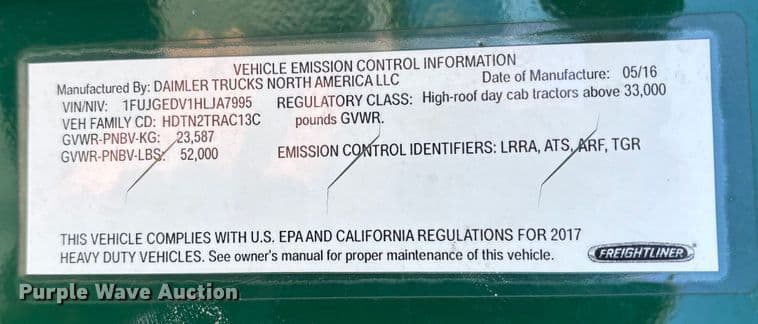 VEHICLE EMISSION CONTROL INFORMATION
Manufactured By: DAIMLER TRUCKS NORTH AMERICA LLC Date of Manufacture: 05/16
VIN/NIV: 1FUJGEDV1HLJA7995 REGULATORY CLASS: High-roof day cab tractors above 33,000
VEH FAMILY CD: HDTN2TRAC13C pounds GVWR.
GVWR-PNBV-KG: 23,587
GVWR-PNBV-LBS: 52,000 EMISSION CONTROL IDENTIFIERS: LRRA, ATS, ARF, TGR
THIS VEHICLE COMPLIES WITH U.S. EPA AND CALIFORNIA REGULATIONS FOR 2017
HEAVY DUTY VEHICLES. See owner's manual for proper maintenance of this vehicle. FREIGHTLINER
Purple Wave Auction